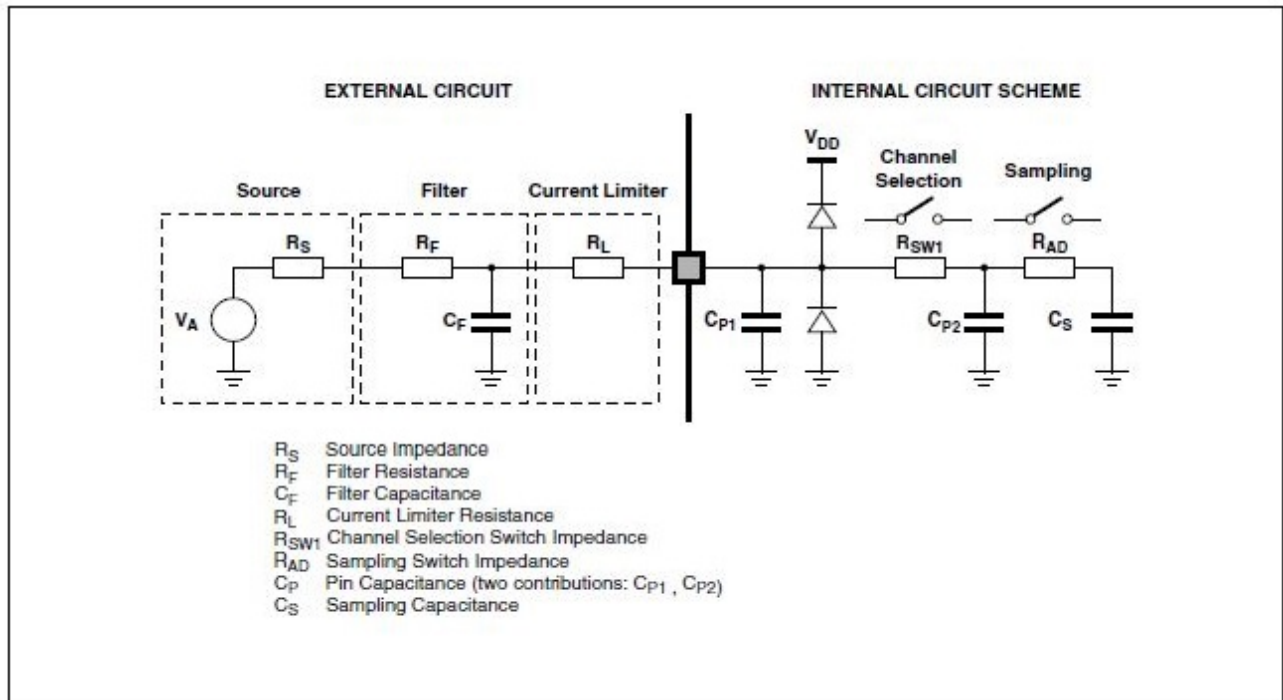 EXTERNAL CIRCUIT
INTERNAL CIRCUIT SCHEME
VDD
Channel
Selection
Sampling
Source
Filter
Current Limiter
RS
RF
RL
RSW1
RAD
VA
CF
CP1
CP2
CS
RS Source Impedance
RF Filter Resistance
CF Filter Capacitance
RL Current Limiter Resistance
RSW1 Channel Selection Switch Impedance
RAD Sampling Switch Impedance
CP Pin Capacitance (two contributions: CP1 , CP2)
CS Sampling Capacitance